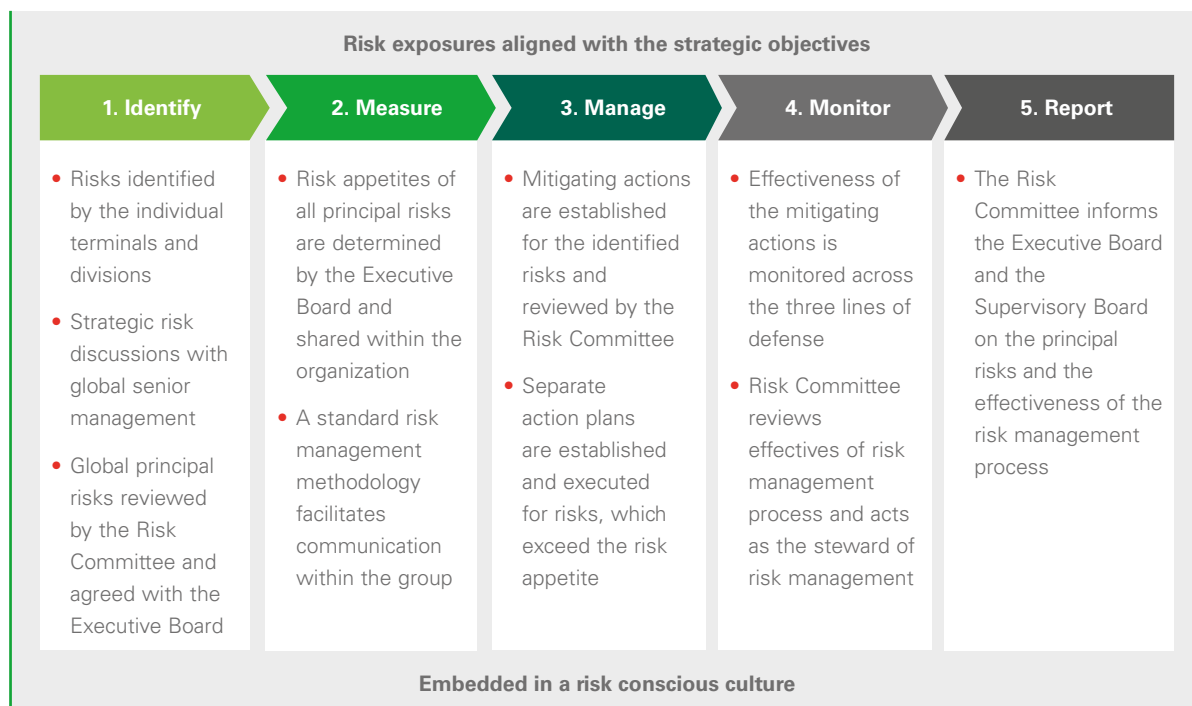 Risk exposures aligned with the strategic objectives
1. Identify
• Risks identified
by the individual
terminals and
divisions
• Strategic risk
discussions with
global senior
management
• Global principal
risks reviewed
by the Risk
Committee and
agreed with the
Executive Board
2. Measure
• Risk appetites of
all principal risks
are determined
by the Executive
Board and
shared within the
organization
• A standard risk
management
methodology
facilitates
communication
within the group
3. Manage
• Mitigating actions
are established
for the identified
risks and
reviewed by the
Risk Committee
• Separate
action plans
are established
and executed
for risks, which
exceed the risk
appetite
4. Monitor
• Effectiveness of
the mitigating
actions is
monitored across
the three lines of
defense
• Risk Committee
reviews
effectives of risk
management
process and acts
as the steward of
risk management
5. Report
• The Risk
Committee informs
the Executive Board
and the
Supervisory Board
on the principal
risks and the
effectiveness of the
risk management
process
Embedded in a risk conscious culture